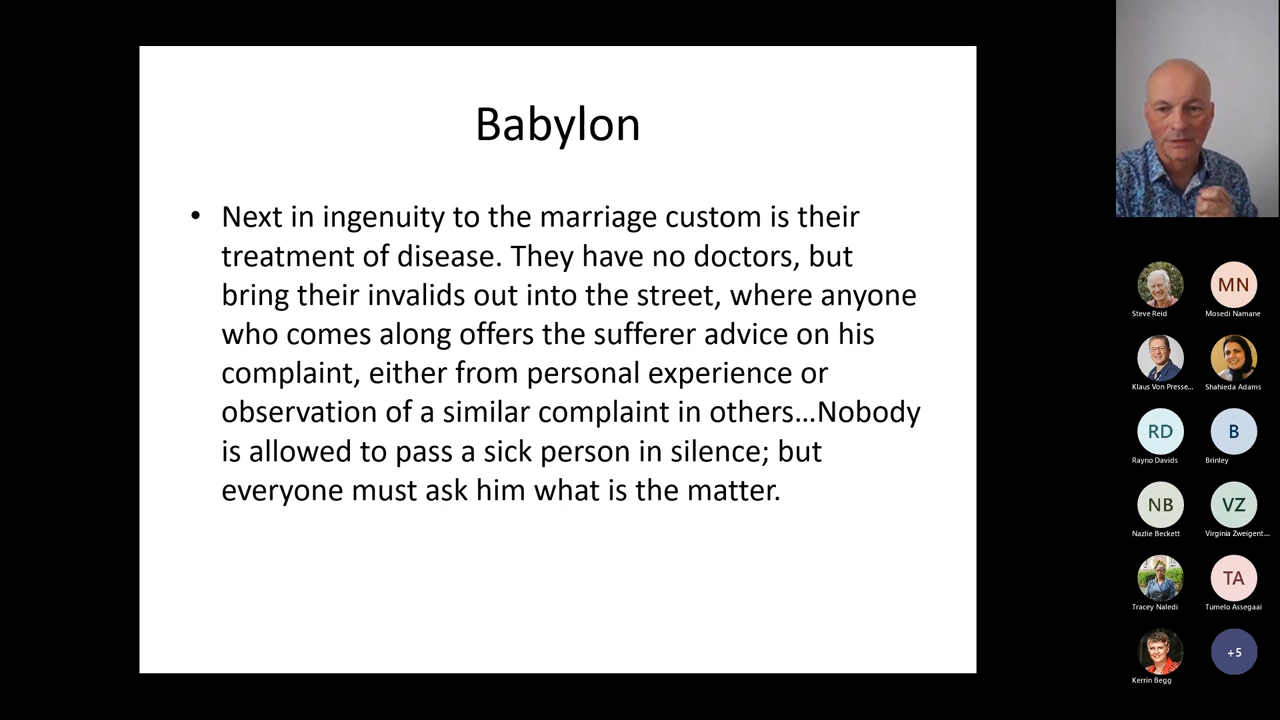 Babylon
• Next in ingenuity to the marriage custom is their
treatment of disease. They have no doctors, but
bring their invalids out into the street, where anyone
who comes along offers the sufferer advice on his
complaint, either from personal experience or
observation of a similar complaint in others...Nobody
is allowed to pass a sick person in silence; but
everyone must ask him what is the matter.
Steve Reid
MN
Mosedi Namane
Klaus Von Presse...
Shahieda Adams
RD
Rayno Davids
B
Brinley
NB
Nazlie Beckett
VZ
Virginia Zweigent...
Tracey Naledi
TA
Tumelo Assegaai
Kerrin Begg
+5